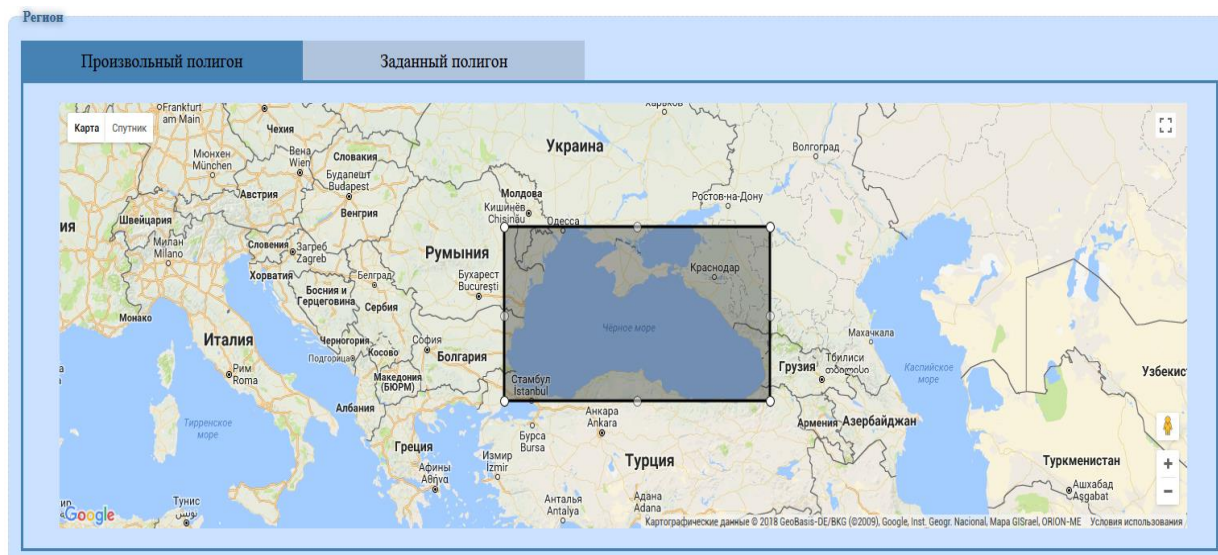 Регион
Произвольный полигон
Заданный полигон
Frankfurt
am Main
Карта
Спутник
Чехия
Харьков
Украина
Волгоград
Мюнхен
München
Вена
Wien
Словакия
Будапешт
Budapest
Австрия
Венгрия
Молдова
Кишинёв
Chișinău
Одесса
Ростов-на-Дону
ия
Швейцария
Милан
Milano
Словения
Загреб
Zagreb
Хорватия
Румыния
Белград
Бухарест
București
Краснодар
Босния и
Герцеговина
Сербия
Монако
Италия
Черногория
Подгорица
Косово
София
Болгария
Чёрное море
Махачкала
Рим
Roma
Македония
(БЮРМ)
Стамбул
İstanbul
Грузия
Тбилиси
თბილისი
Каспийское
море
Узбекис
Албания
Тирренское
море
Анкара
Ankara
Армения
Азербайджан
Греция
Бурса
Bursa
Измир
İzmir
Турция
Афины
Αθήνα
Туркменистан
Ашхабад
Aşgabat
Тунис
تونس
Анталья
Antalya
Адана
Adana
Google
Картографические данные © 2018 GeoBasis-DE/BKG (©2009), Google, Inst. Geogr. Nacional, Mapa GISrael, ORION-ME
Условия использования